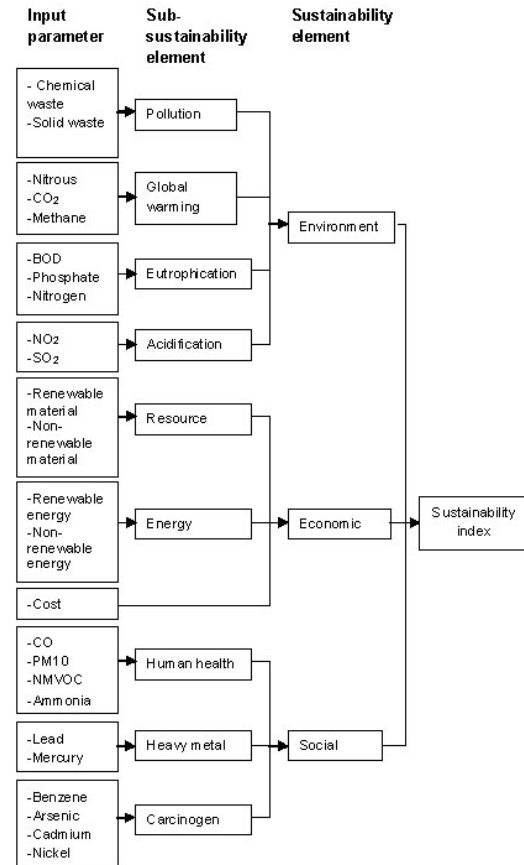 Input
parameter
Sub-
sustainability
element
Sustainability
element
- Chemical
waste
-Solid waste
Pollution
-Nitrous
-CO₂
-Methane
Global
warming
Environment
-BOD
-Phosphate
-Nitrogen
Eutrophication
-NO₂
-SO₂
Acidification
-Renewable
material
-Non-
renewable
material
Resource
-Renewable
energy
-Non-
renewable
energy
Energy
Economic
Sustainability
index
-Cost
-CO
-PM10
-NMVOC
-Ammonia
Human health
-Lead
-Mercury
Heavy metal
Social
-Benzene
-Arsenic
-Cadmium
-Nickel
Carcinogen